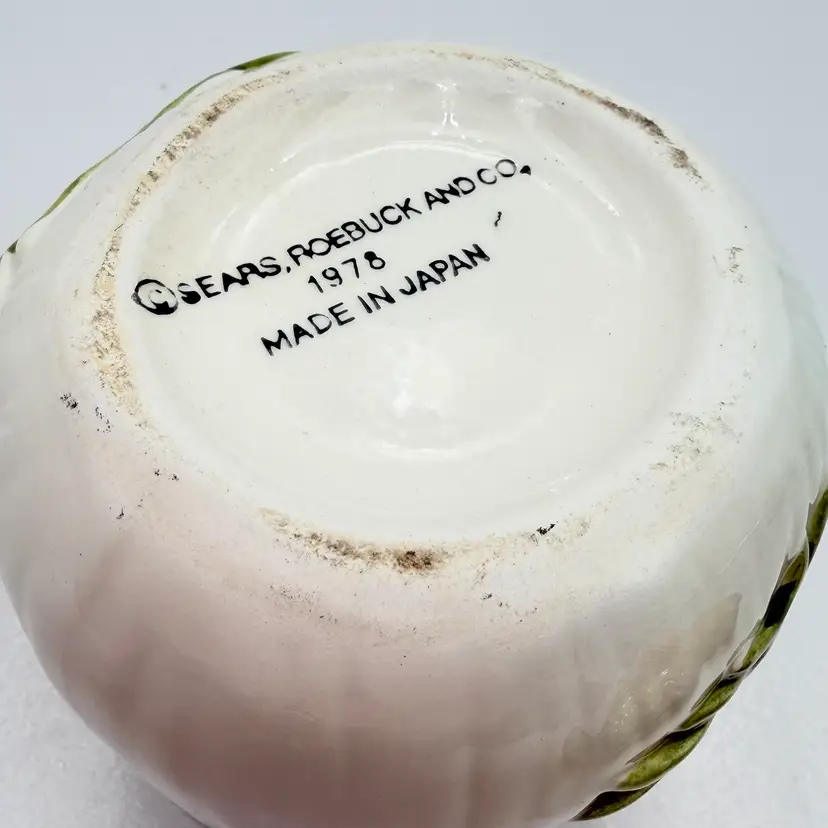 ©SEARS, ROEBUCK AND CO.
1978
MADE IN JAPAN